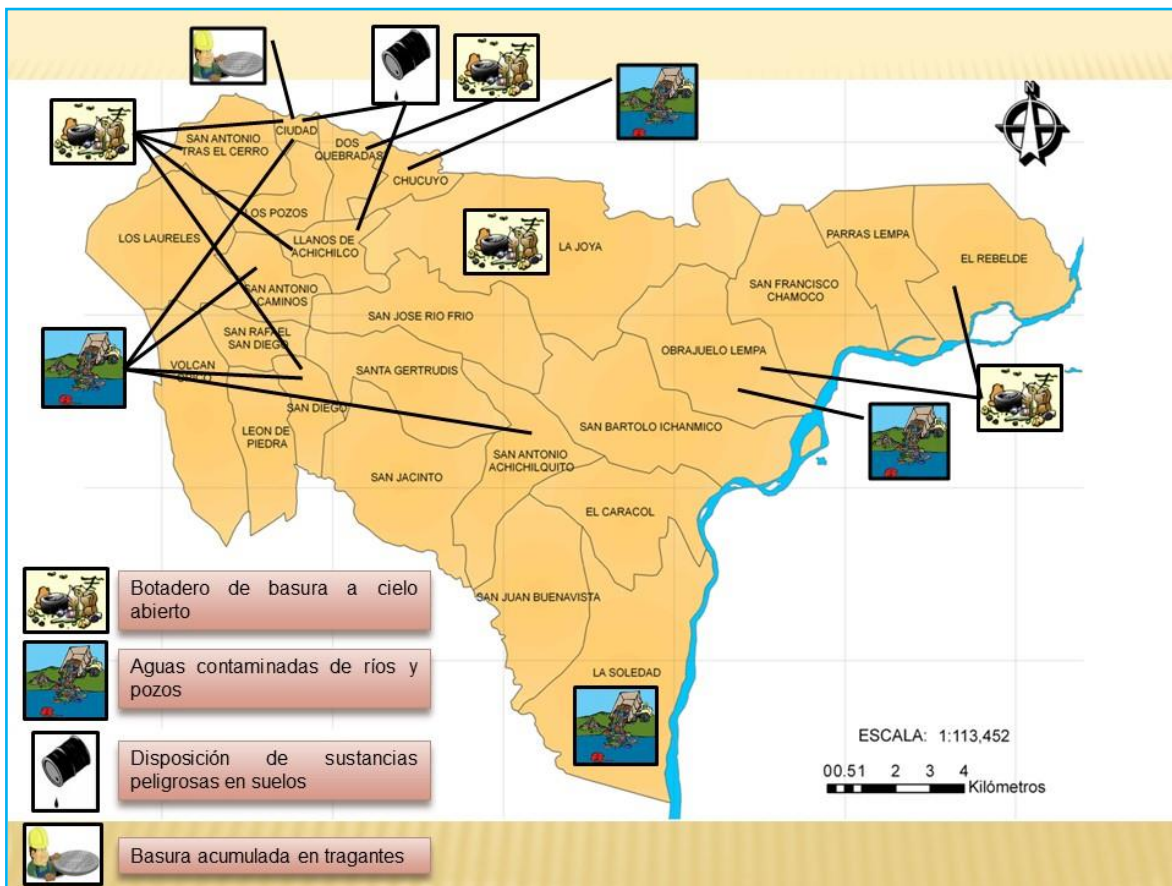 N
CIUDAD
SAN ANTONIO
TRAS EL CERRO
DOS
QUEBRADAS
CHUCUYO
LOS POZOS
LOS LAURELES
LLANOS DE
ACHICHILCO
LA JOYA
PARRAS LEMPA
EL REBELDE
SAN FRANCISCO
CHAMOCO
SAN ANTONIO
CAMINOS
SAN JOSE RIO FRIO
SAN RAFAEL
SAN DIEGO
OBRAJUELO LEMPA
VOLCAN
SANTA GERTRUDIS
SAN DIEGO
LEON DE
PIEDRA
SAN BARTOLO ICHANMICO
SAN ANTONIO
ACHICHILQUITO
SAN JACINTO
EL CARACOL
SAN JUAN BUENAVISTA
LA SOLEDAD
Botadero de basura a cielo
abierto
Aguas contaminadas de ríos y
pozos
Disposición de sustancias
peligrosas en suelos
Basura acumulada en tragantes
ESCALA: 1:113,452
00.51 2 3 4
Kilómetros